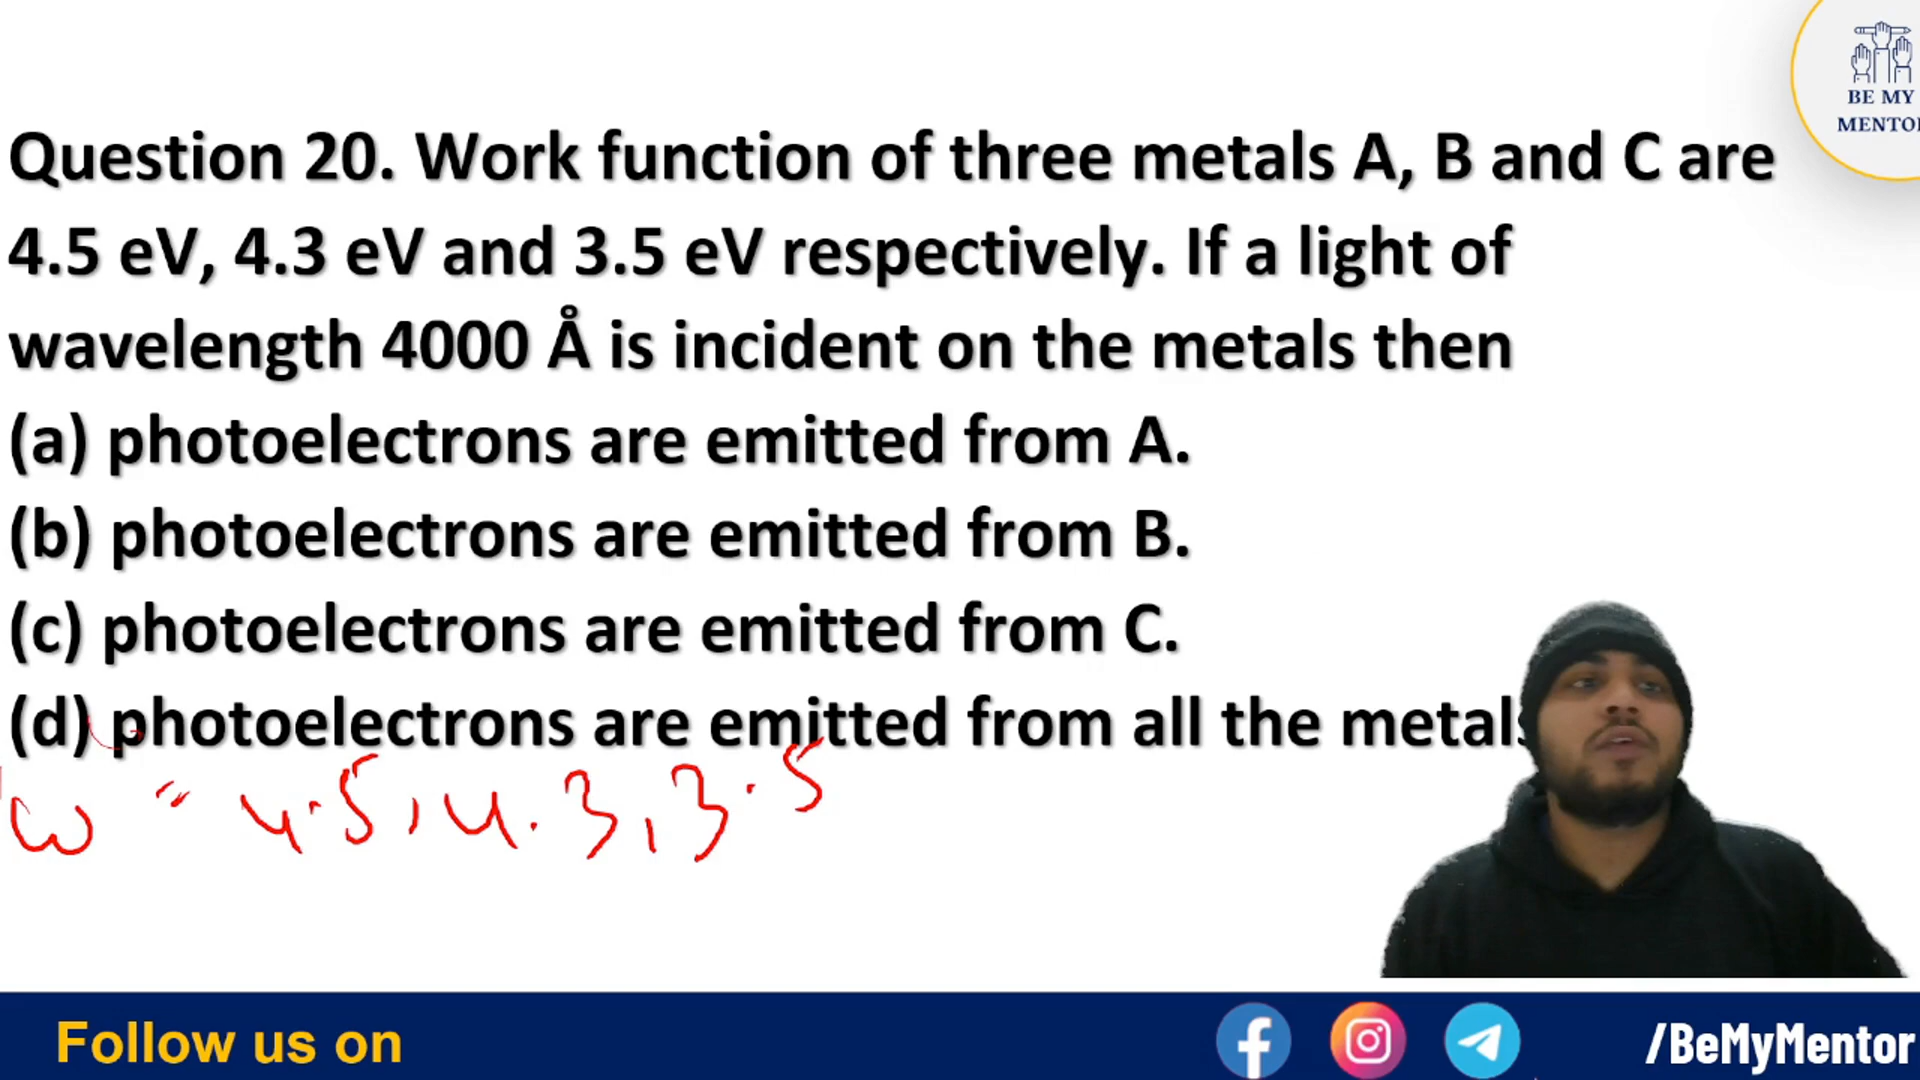 BE MY
MENTO
Question 20. Work function of three metals A, B and C are
4.5 eV, 4.3 eV and 3.5 eV respectively. If a light of
wavelength 4000 Å is incident on the metals then
(a) photoelectrons are emitted from A.
(b) photoelectrons are emitted from B.
(c) photoelectrons are emitted from C.
(d) photoelectrons are emitted from all the metals
ω = 4.5, 4.3, 3.5
Follow us on
/BeMyMentor